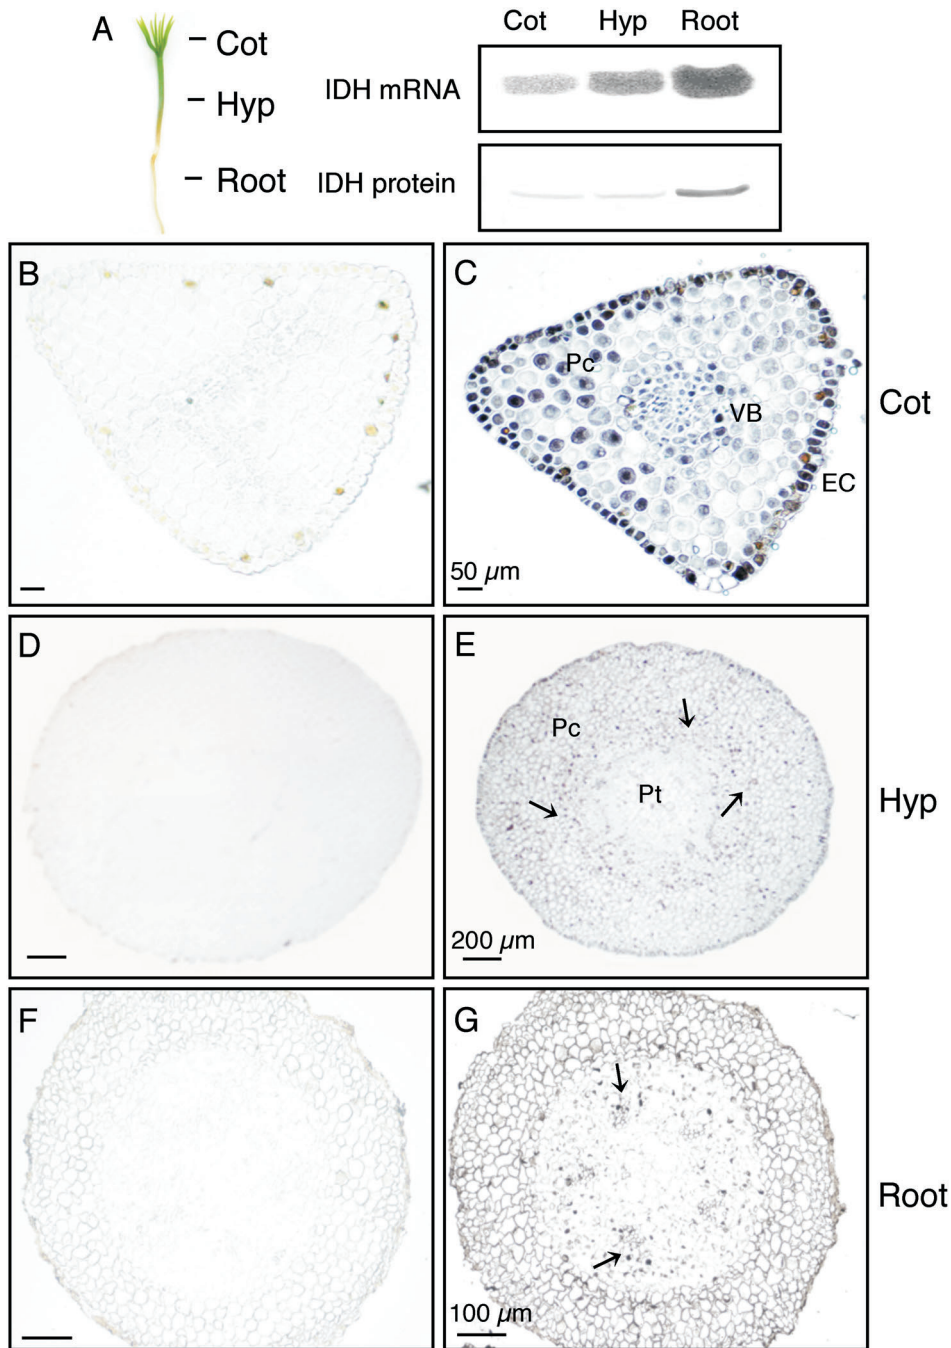 A
Cot
Hyp
Root
Cot Hyp Root
IDH mRNA
IDH protein
B
C
Pc
VB
EC
50 µm
Cot
D
E
Pc
Pt
200 µm
Hyp
F
G
100 µm
Root